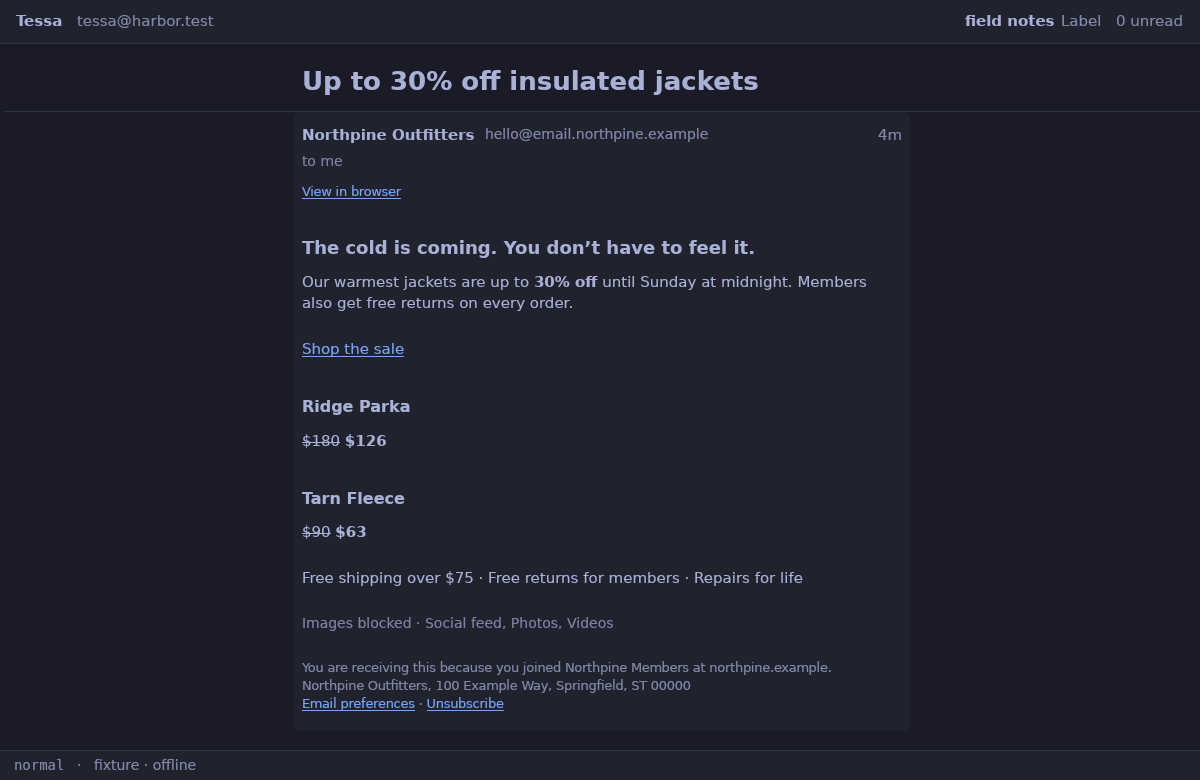 Tessa tessa@harbor.test field notes Label 0 unread
Up to 30% off insulated jackets
Northpine Outfitters hello@email.northpine.example 4m
to me
View in browser
The cold is coming. You don’t have to feel it.
Our warmest jackets are up to 30% off until Sunday at midnight. Members
also get free returns on every order.
Shop the sale
Ridge Parka
$180 $126
Tarn Fleece
$90 $63
Free shipping over $75 · Free returns for members · Repairs for life
Images blocked · Social feed, Photos, Videos
You are receiving this because you joined Northpine Members at northpine.example.
Northpine Outfitters, 100 Example Way, Springfield, ST 00000
Email preferences · Unsubscribe
normal · fixture · offline